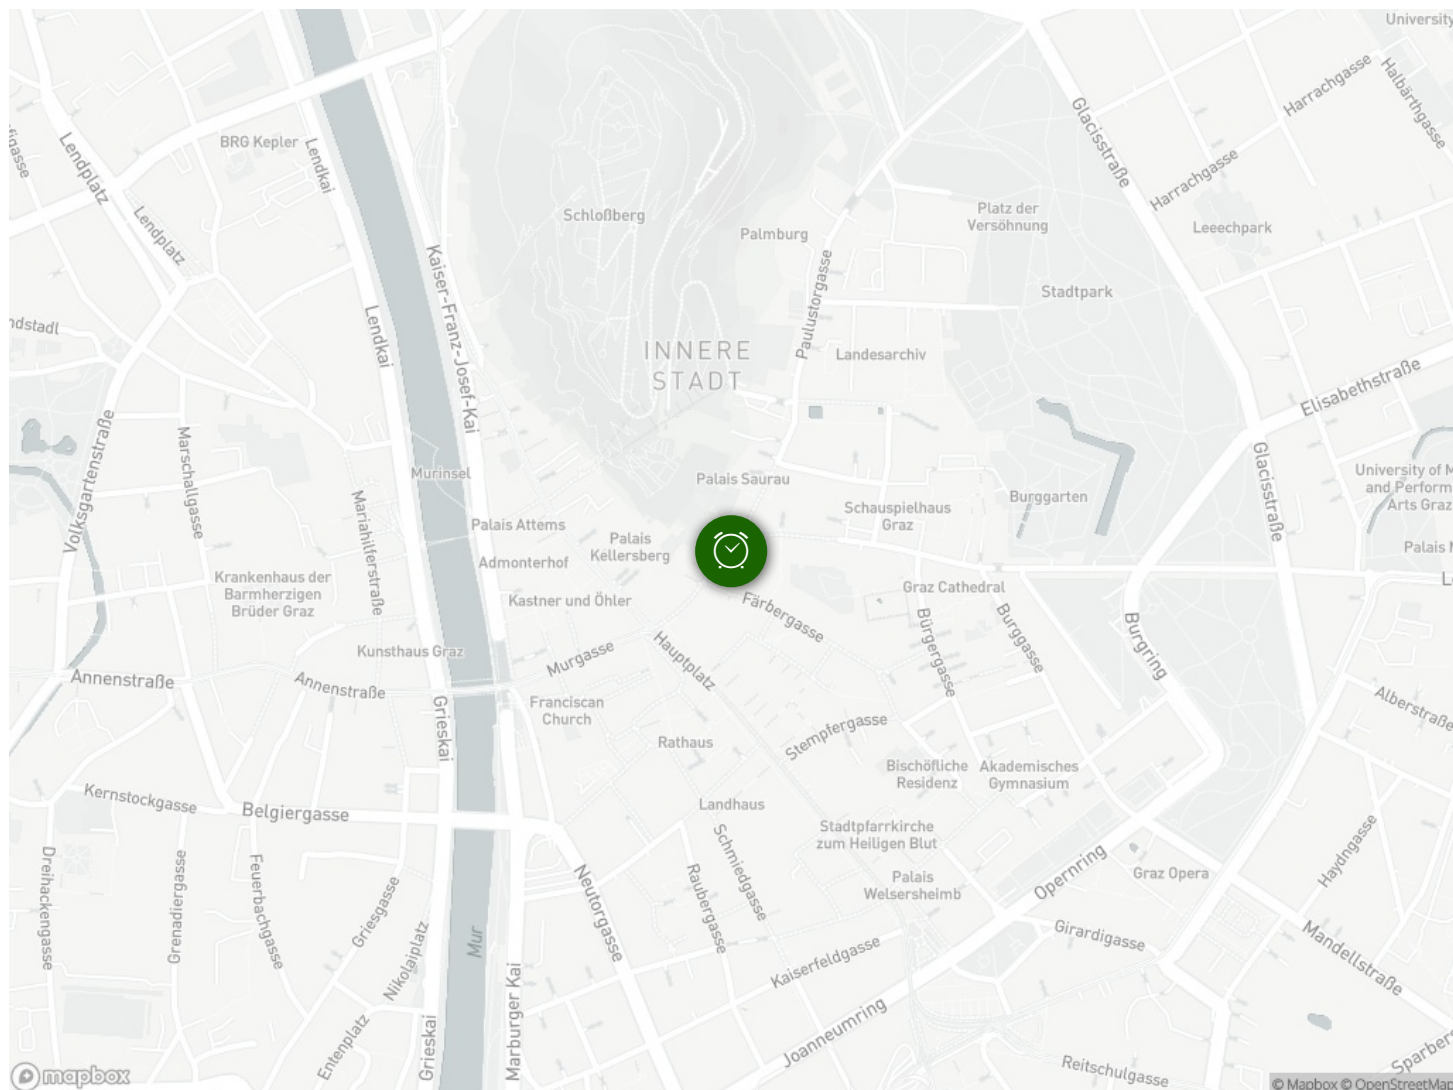 University
Harrachgasse
Halbärthgasse
Glacisstraße
Harrachgasse
BRG Kepler
Lendkai
Lendplatz
Lendplatz
Schloßberg
Palmburg
Platz der
Versöhnung
Leeechpark
Kaiser-Franz-Josef-Kai
Paulustorgasse
Stadtpark
Lendkai
ndstadl
INNERE
STADT
Landesarchiv
Elisabethstraße
Volksgartenstraße
Marschallgasse
Murinsel
Palais Saurau
Glacisstraße
University of M
and Perform
Arts Graz
Mariahilferstraße
Palais Attems
Schauspielhaus
Graz
Burggarten
Palais
Kellersberg
Admonterhof
Palais M
Krankenhaus der
Barmherzigen
Brüder Graz
Graz Cathedral
Kastner und Öhler
Färbergasse
Bürgergasse
Burggasse
Burgring
Kunsthaus Graz
Murgasse
Hauptplatz
Annenstraße
Annenstraße
Grieskai
Franciscan
Church
Alberstraße
Rathaus
Stempfergasse
Bischöfliche
Residenz
Akademisches
Gymnasium
Kernstockgasse
Belgiergasse
Landhaus
Stadtpfarrkirche
zum Heiligen Blut
Schmiedgasse
Haydngasse
Dreihackengasse
Grenadiergasse
Feuerbachgasse
Griesgasse
Neutorgasse
Raubergasse
Palais
Welsersheimb
Opernring
Graz Opera
Nikolaiplatz
Mur
Kaiserfeldgasse
Girardigasse
Mandellstraße
Entenplatz
Grieskai
Marburger Kai
Joanneumring
Reitschulgasse
Sparbers
mapbox
© Mapbox © OpenStreetMap